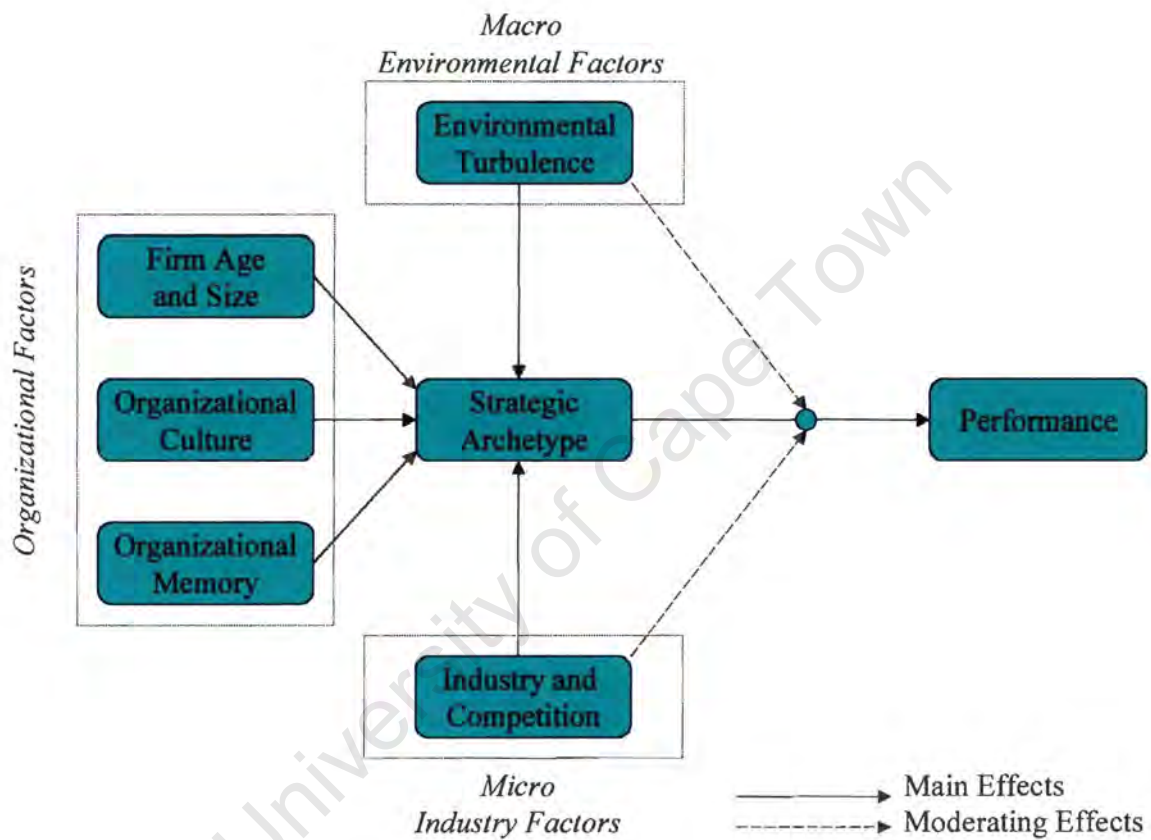 Macro
Environmental Factors
Environmental
Turbulence
Organizational Factors
Firm Age
and Size
Organizational
Culture
Organizational
Memory
Strategic
Archetype
Performance
Industry and
Competition
Micro
Industry Factors
Main Effects
Moderating Effects
University of Cape Town